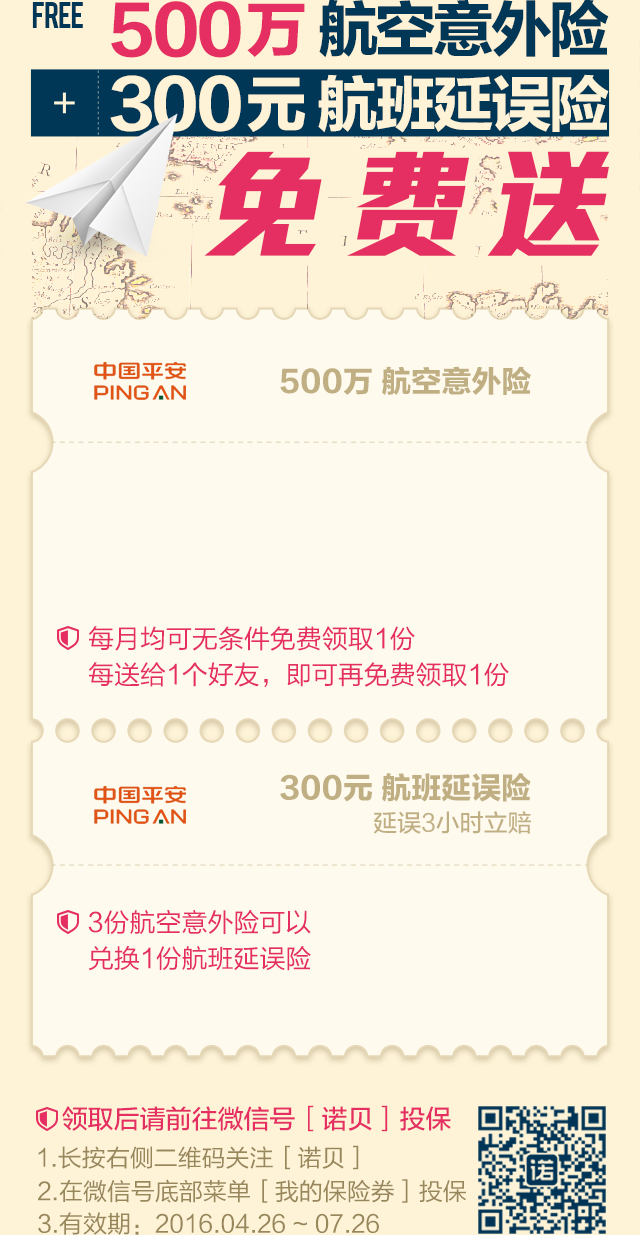 FREE 500万 航空意外险
+ 300元 航班延误险
免费送
中国平安
PING AN
500万 航空意外险
每月均可无条件免费领取1份
每送给1个好友，即可再免费领取1份
中国平安
PING AN
300元 航班延误险
延误3小时立赔
3份航空意外险可以
兑换1份航班延误险
领取后请前往微信号［诺贝］投保
1.长按右侧二维码关注［诺贝］
2.在微信号底部菜单［我的保险券］投保
3.有效期：2016.04.26 ~ 07.26
诺